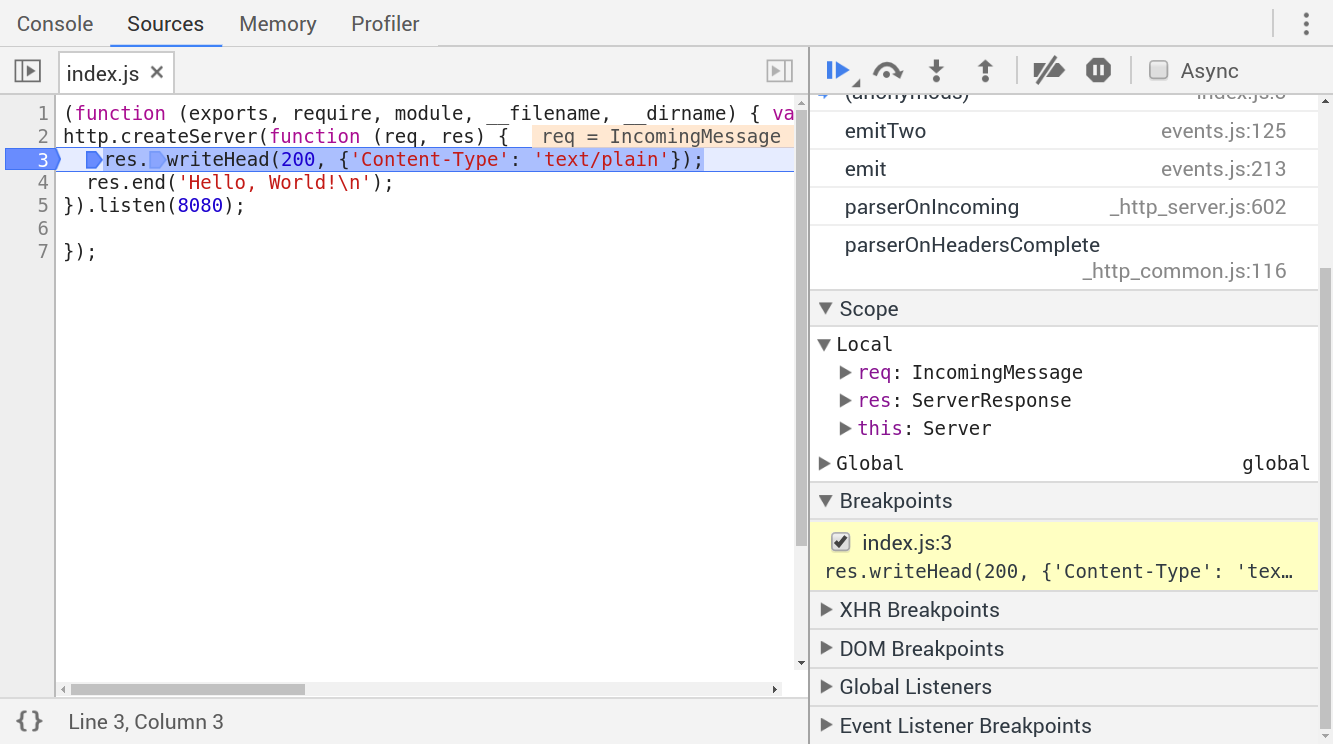 Console Sources Memory Profiler
index.js ×
Async
1 (function (exports, require, module, __filename, __dirname) { va
2 http.createServer(function (req, res) { req = IncomingMessage
3 res.writeHead(200, {'Content-Type': 'text/plain'});
4 res.end('Hello, World!\n');
5 }).listen(8080);
6
7 });
{} Line 3, Column 3
(anonymous) index.js:3
emitTwo events.js:125
emit events.js:213
parserOnIncoming _http_server.js:602
parserOnHeadersComplete
_http_common.js:116
Scope
Local
req: IncomingMessage
res: ServerResponse
this: Server
Global global
Breakpoints
index.js:3
res.writeHead(200, {'Content-Type': 'tex…
XHR Breakpoints
DOM Breakpoints
Global Listeners
Event Listener Breakpoints